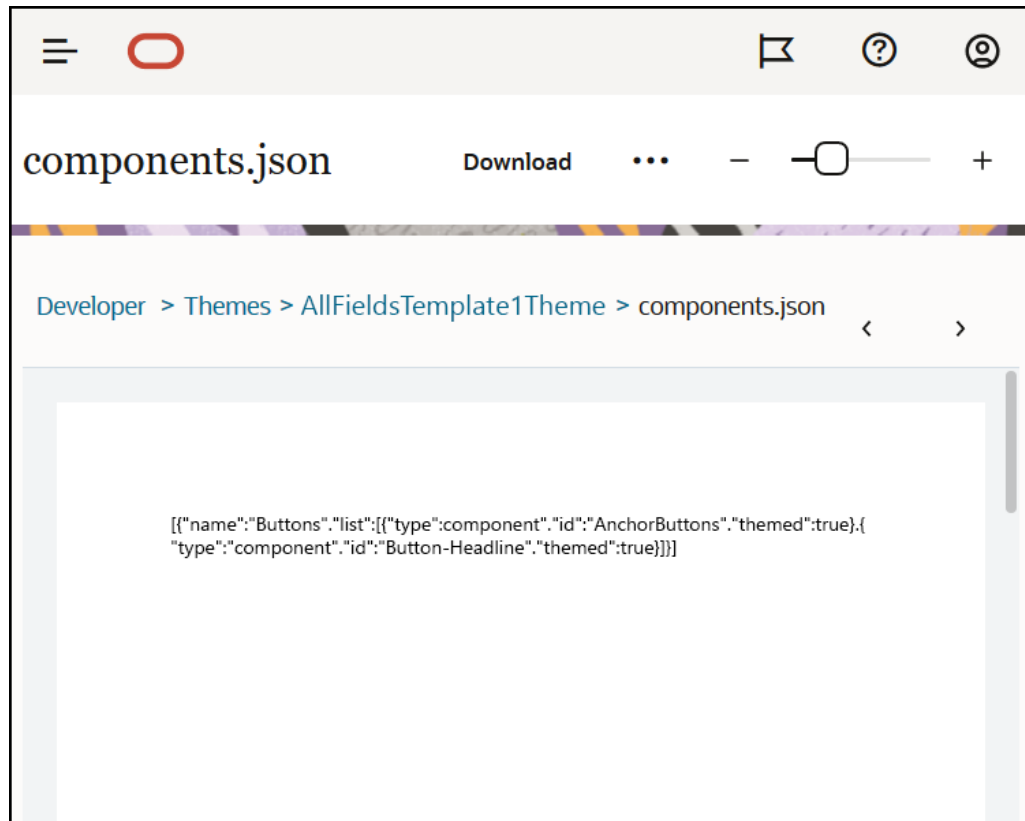 components.json Download ••• − +
Developer > Themes > AllFieldsTemplate1Theme > components.json
[{"name":"Buttons"."list":[{"type":component"."id":"AnchorButtons"."themed":true}.{
"type":"component"."id":"Button-Headline"."themed":true}]}]